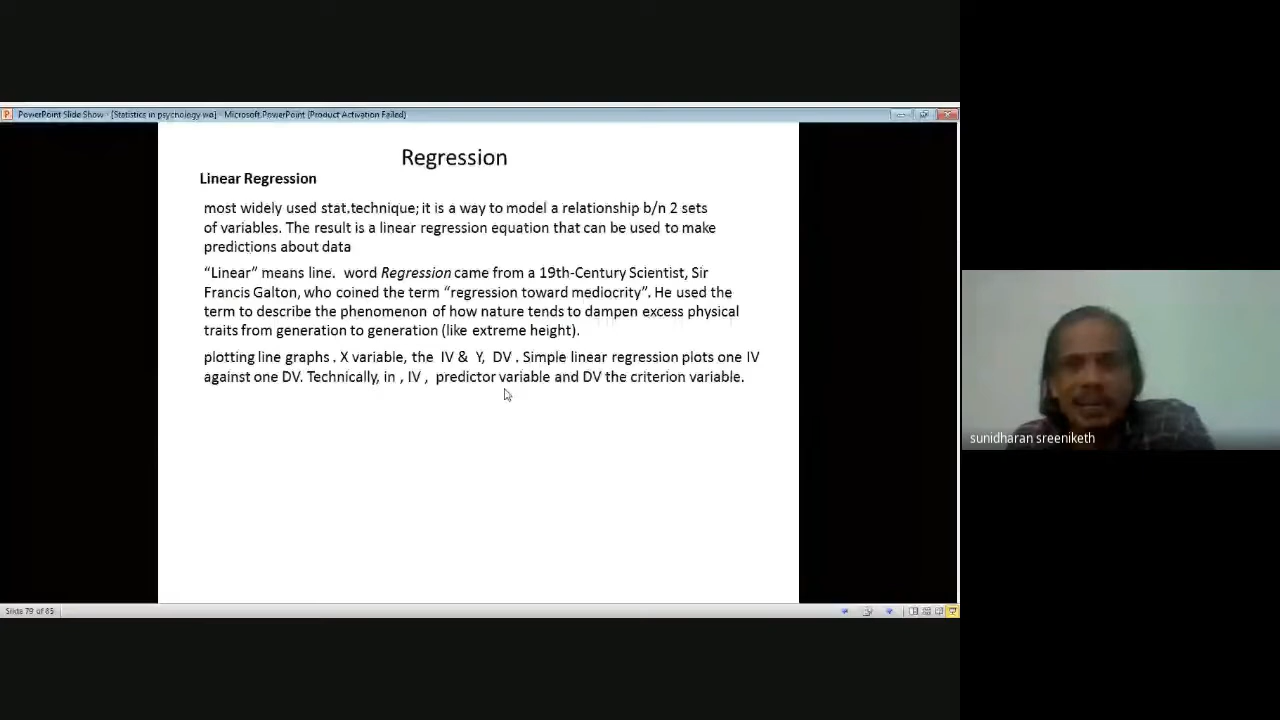 PowerPoint Slide Show - [Statistics in psychology wo] - Microsoft PowerPoint (Product Activation Failed)
Regression
Linear Regression
most widely used stat.technique; it is a way to model a relationship b/n 2 sets
of variables. The result is a linear regression equation that can be used to make
predictions about data
“Linear” means line. word Regression came from a 19th-Century Scientist, Sir
Francis Galton, who coined the term “regression toward mediocrity”. He used the
term to describe the phenomenon of how nature tends to dampen excess physical
traits from generation to generation (like extreme height).
plotting line graphs . X variable, the IV & Y, DV . Simple linear regression plots one IV
against one DV. Technically, in , IV , predictor variable and DV the criterion variable.
sunidharan sreeniketh
Slide 79 of 85